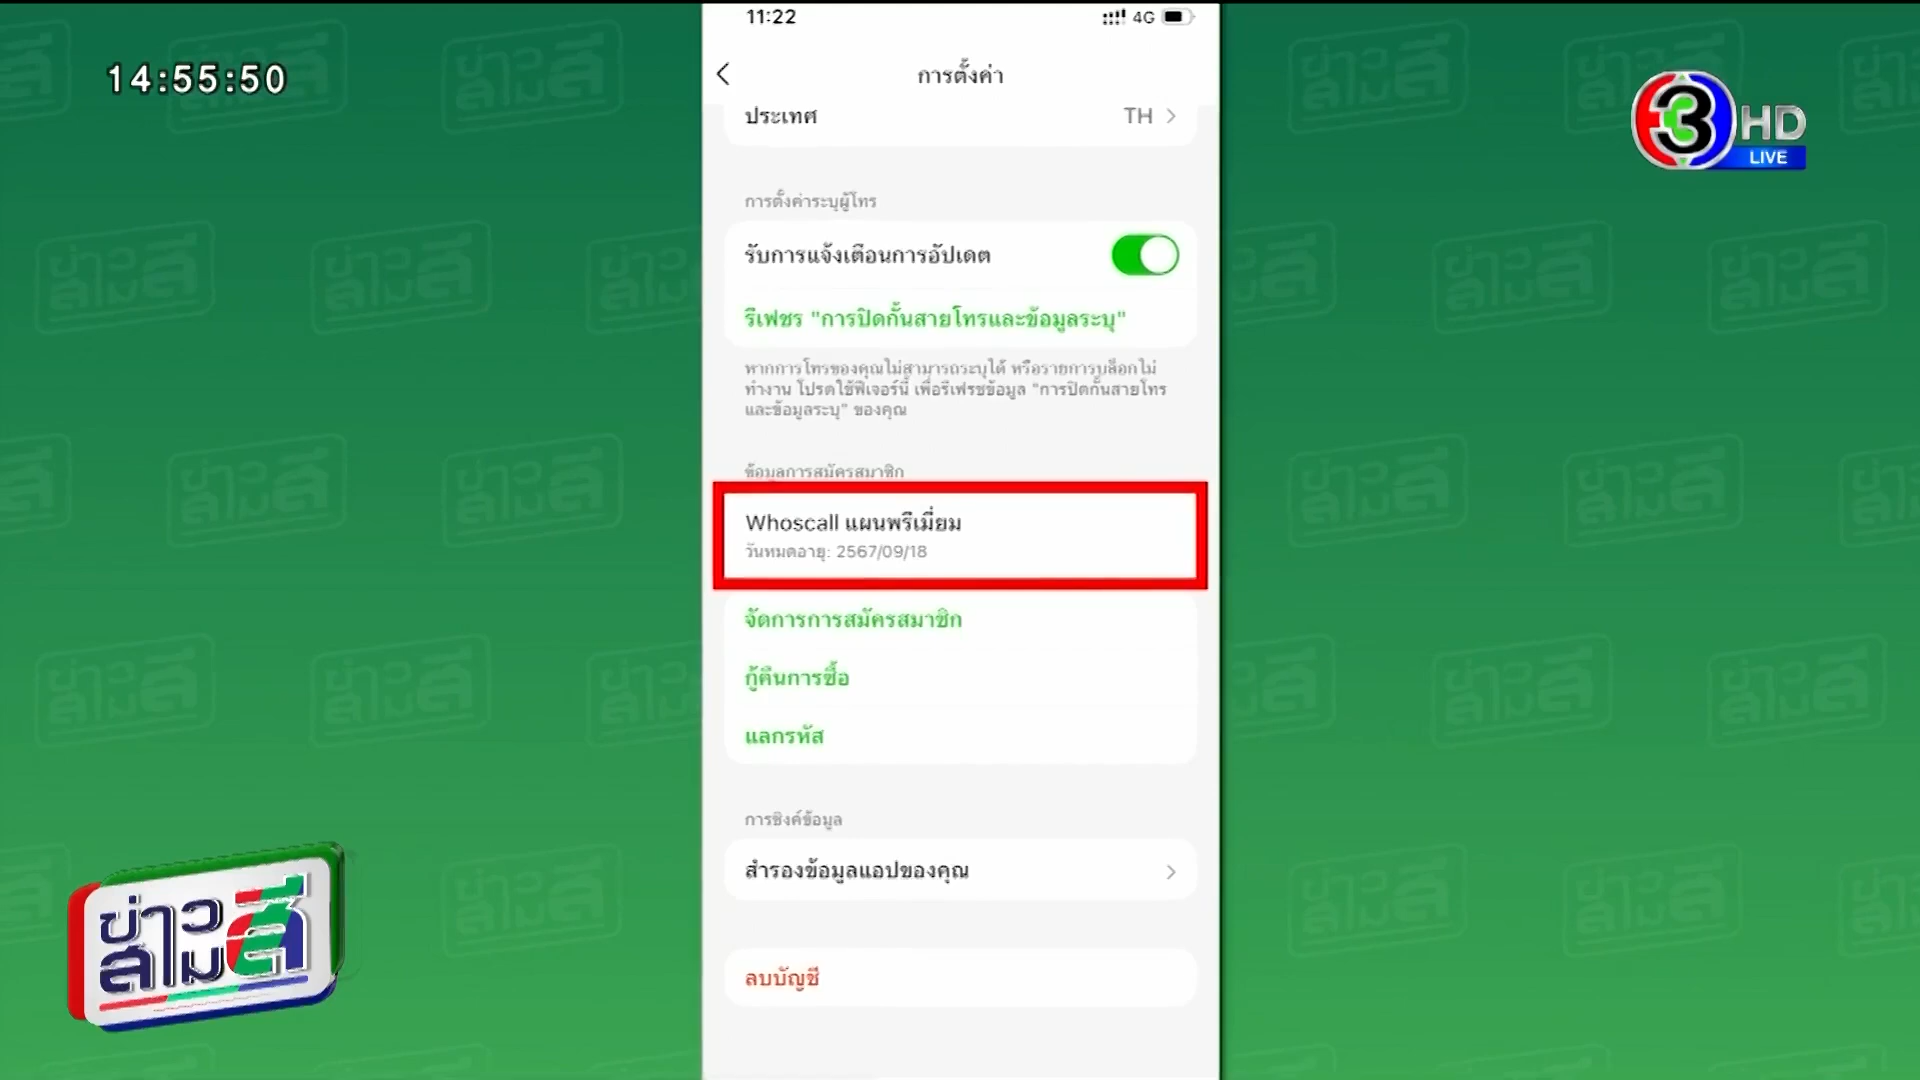 11:22
4G
14:55:50
การตั้งค่า
ประเทศ
TH
3 HD
LIVE
การตั้งค่าระบุผู้โทร
รับการแจ้งเตือนการอัปเดต
รีเฟชร "การปิดกั้นสายโทรและข้อมูลระบุ"
หากการโทรของคุณไม่สามารถระบุได้ หรือรายการบล็อกไม่
ทำงาน โปรดใช้ฟีเจอร์นี้ เพื่อรีเฟรชข้อมูล "การปิดกั้นสายโทร
และข้อมูลระบุ" ของคุณ
ข้อมูลการสมัครสมาชิก
Whoscall แผนพรีเมี่ยม
วันหมดอายุ: 2567/09/18
จัดการการสมัครสมาชิก
กู้คืนการซื้อ
แลกรหัส
การซิงค์ข้อมูล
สำรองข้อมูลแอปของคุณ
ลบบัญชี
ข่าว
สามสี